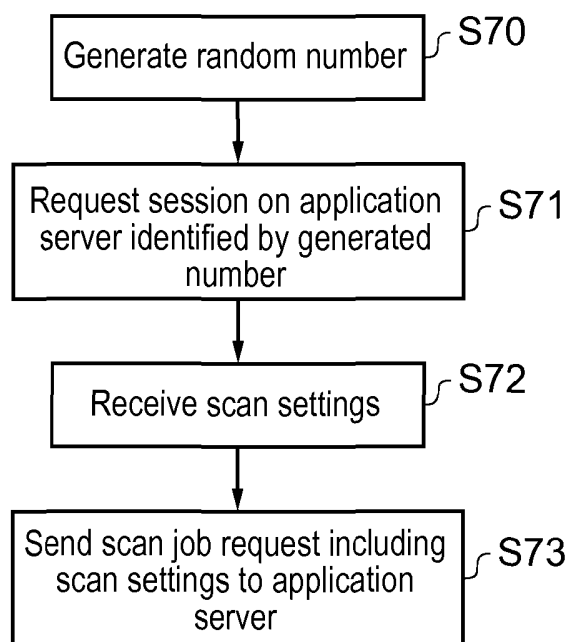 Generate random number
S70
Request session on application
server identified by generated
number
S71
Receive scan settings
S72
Send scan job request including
scan settings to application
server
S73